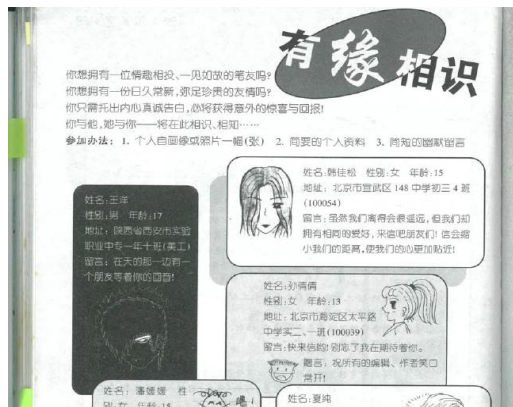 有缘相识
你想拥有一位情趣相投、一见如故的笔友吗?
你想拥有一份日久常新,弥足珍贵的友情吗?
你只需托出内心真诚告白,必将获得意外的惊喜与回报!
你与他,她与你——将在此相识、相知……
参加办法: 1. 个人自画像或照片一幅(张) 2. 简要的个人资料 3. 简短的幽默留言
姓名:韩佳松 性别:女 年龄:15
地址: 北京市宣武区 148 中学初三 4 班
(100054)
留言:虽然我们离得会很遥远,但我们却
拥有相同的爱好,来信吧朋友们! 信会缩
小我们的距离,使我们的心更加贴近!
姓名:王洋
性别:男 年龄:17
地址: 陕西省西安市实验
职业中专一年十班(美工)
留言: 在天的那一边有一
个朋友等着你的回音!
姓名:孙倩倩
性别:女 年龄:13
地址: 北京市海淀区太平路
中学实二、一班(100039)
留言:快来信哟! 别忘了我在期待着你。
赠言: 祝所有的编辑、作者笑口
常开!
姓名: 潘媛媛 性
别:女 年龄:15
嘿!
姓名:夏纯